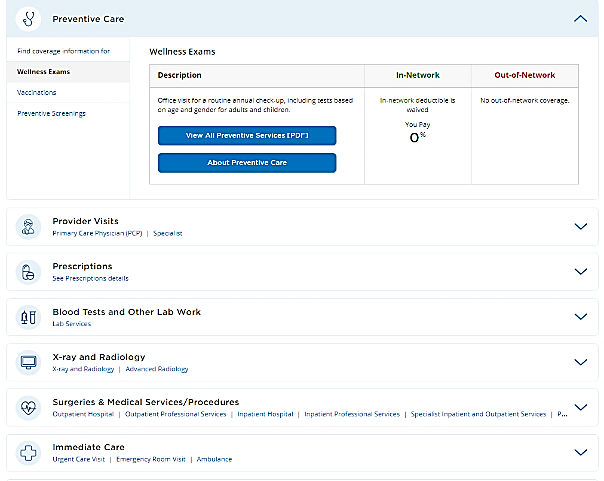 Preventive Care
Find coverage information for
Wellness Exams
Vaccinations
Preventive Screenings
Wellness Exams
Description
In-Network
Out-of-Network
Office visit for a routine annual check-up, including tests based
on age and gender for adults and children.
View All Preventive Services [PDF]
About Preventive Care
In-network deductible is
waived
You Pay
0%
No out-of-network coverage.
Provider Visits
Primary Care Physician (PCP) | Specialist
Prescriptions
See Prescriptions details
Blood Tests and Other Lab Work
Lab Services
X-ray and Radiology
X-ray and Radiology | Advanced Radiology
Surgeries & Medical Services/Procedures
Outpatient Hospital | Outpatient Professional Services | Inpatient Hospital | Inpatient Professional Services | Specialist Inpatient and Outpatient Services | P...
Immediate Care
Urgent Care Visit | Emergency Room Visit | Ambulance